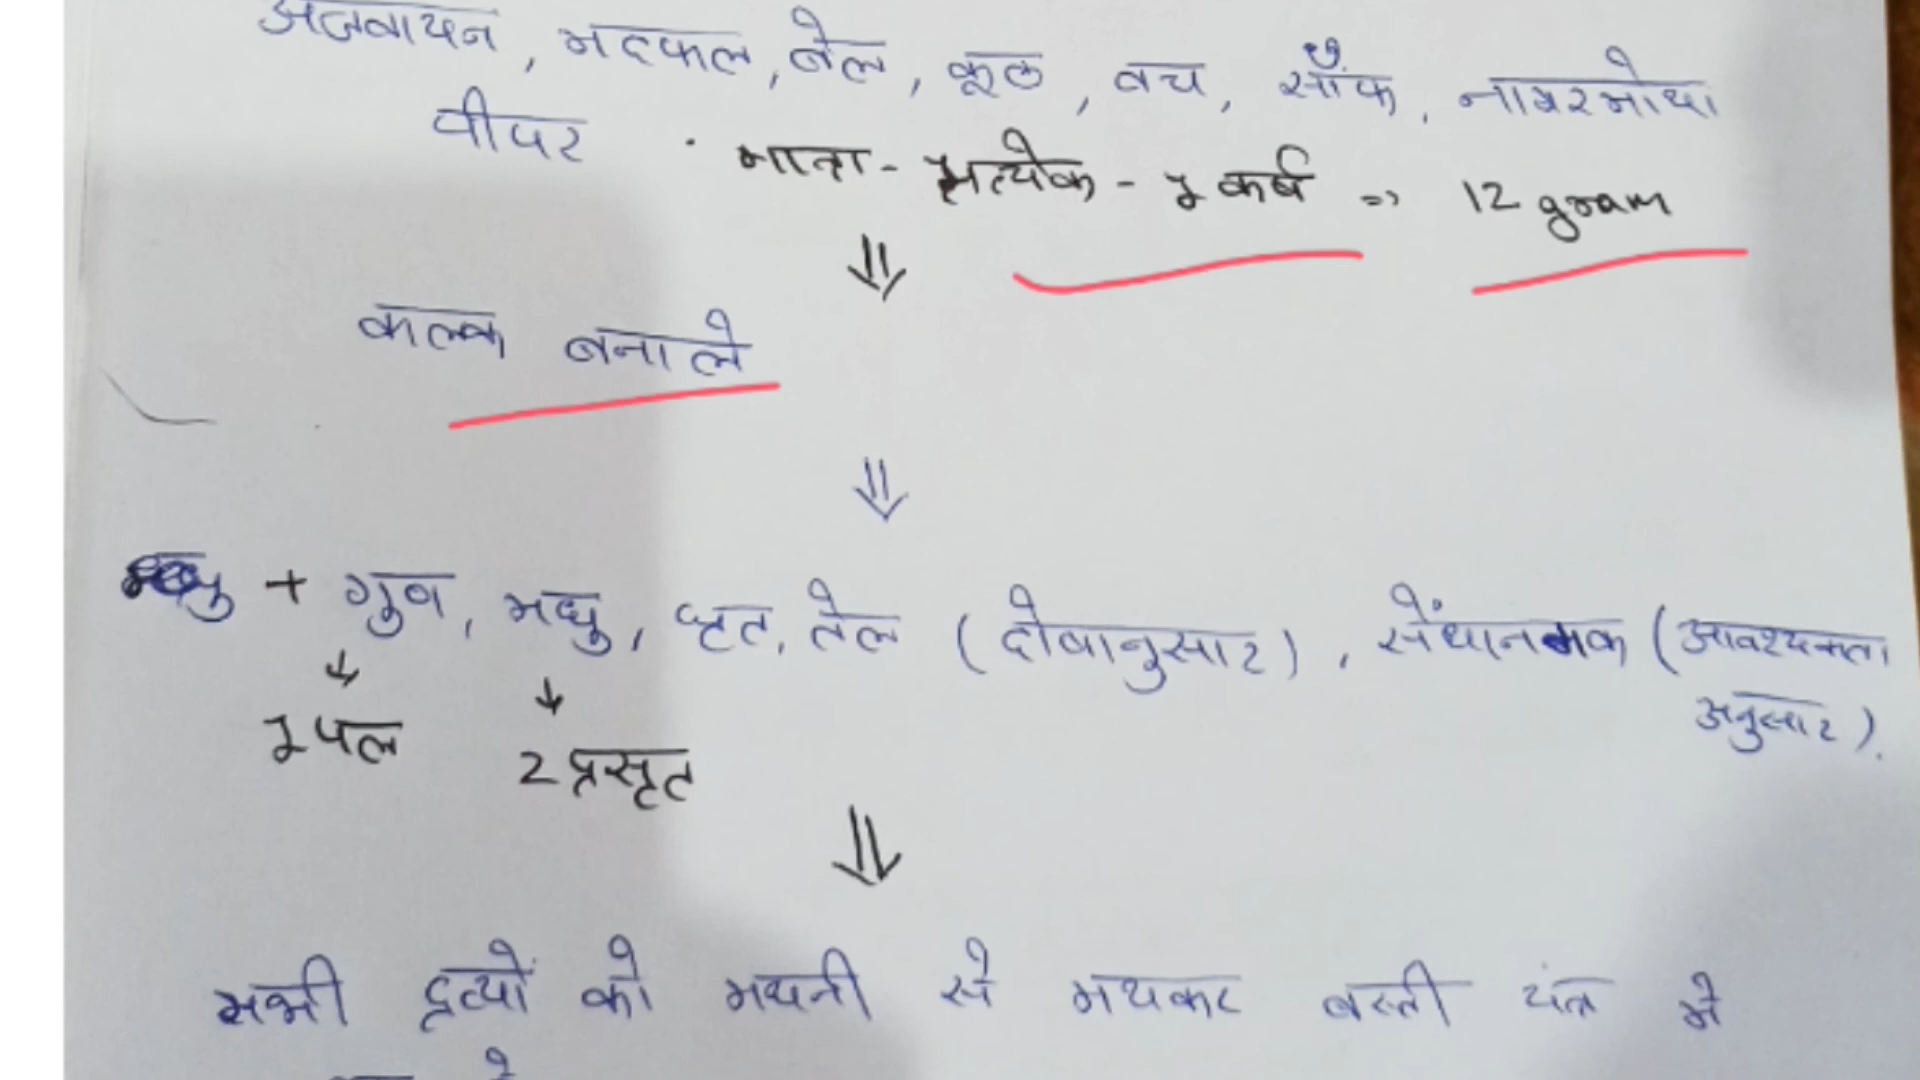 अजवायन, मदफल, बेल, कूठ, वच, सौंफ, नागरमोथा
पीपर . मात्रा - प्रत्येक - 1 कर्ष => 12 gram
कल्क बनाले
+ गुड, मधु, घृत, तेल (दोषानुसार), सेंधानमक (आवश्यकता
अनुसार).
1 पल 2 प्रसृत
सभी द्रव्यों को मथनी से मथकर बस्ती यंत्र मे